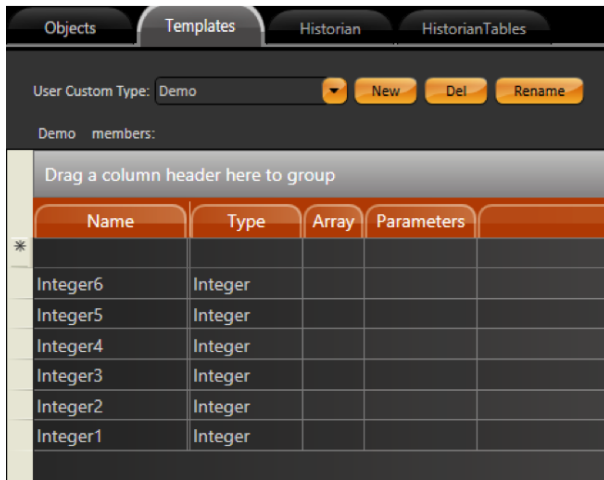 Objects Templates Historian HistorianTables
User Custom Type: Demo New Del Rename
Demo members:
Drag a column header here to group
Name Type Array Parameters
*
Integer6 Integer
Integer5 Integer
Integer4 Integer
Integer3 Integer
Integer2 Integer
Integer1 Integer